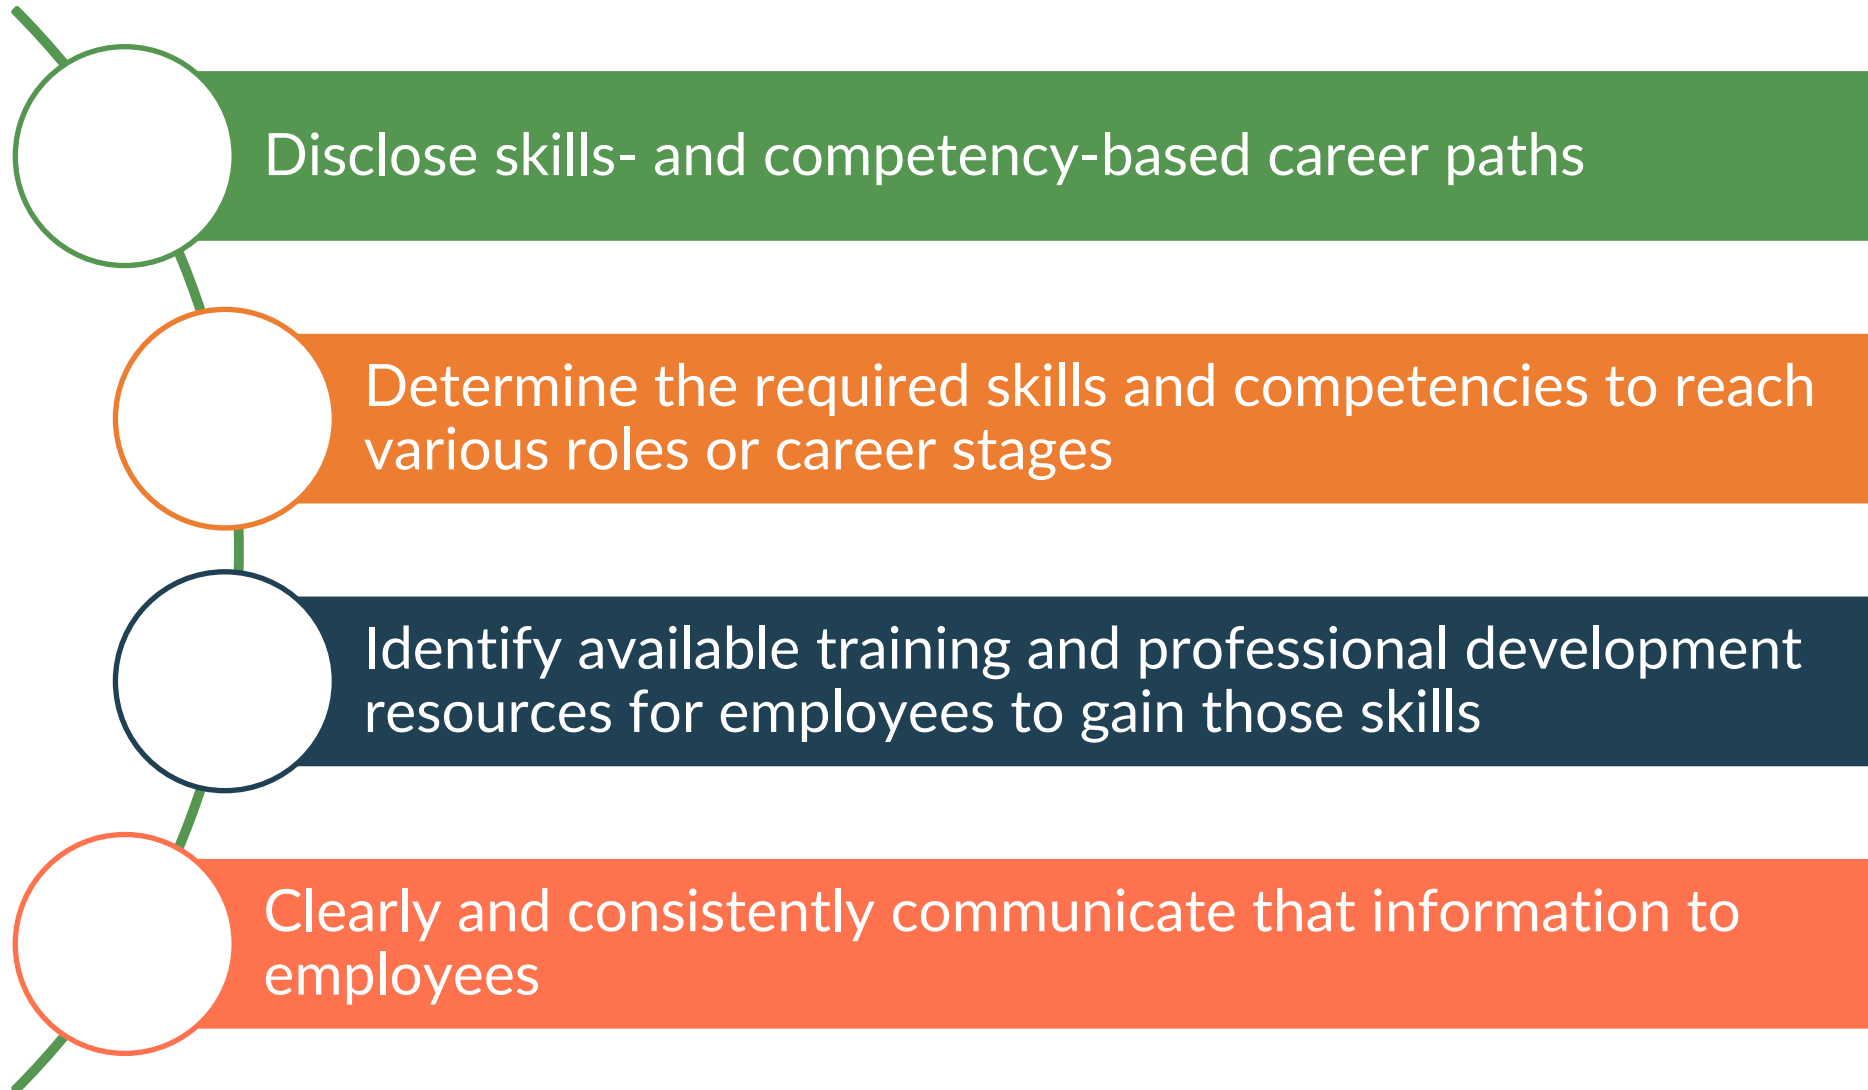 Disclose skills- and competency-based career paths
Determine the required skills and competencies to reach
various roles or career stages
Identify available training and professional development
resources for employees to gain those skills
Clearly and consistently communicate that information to
employees